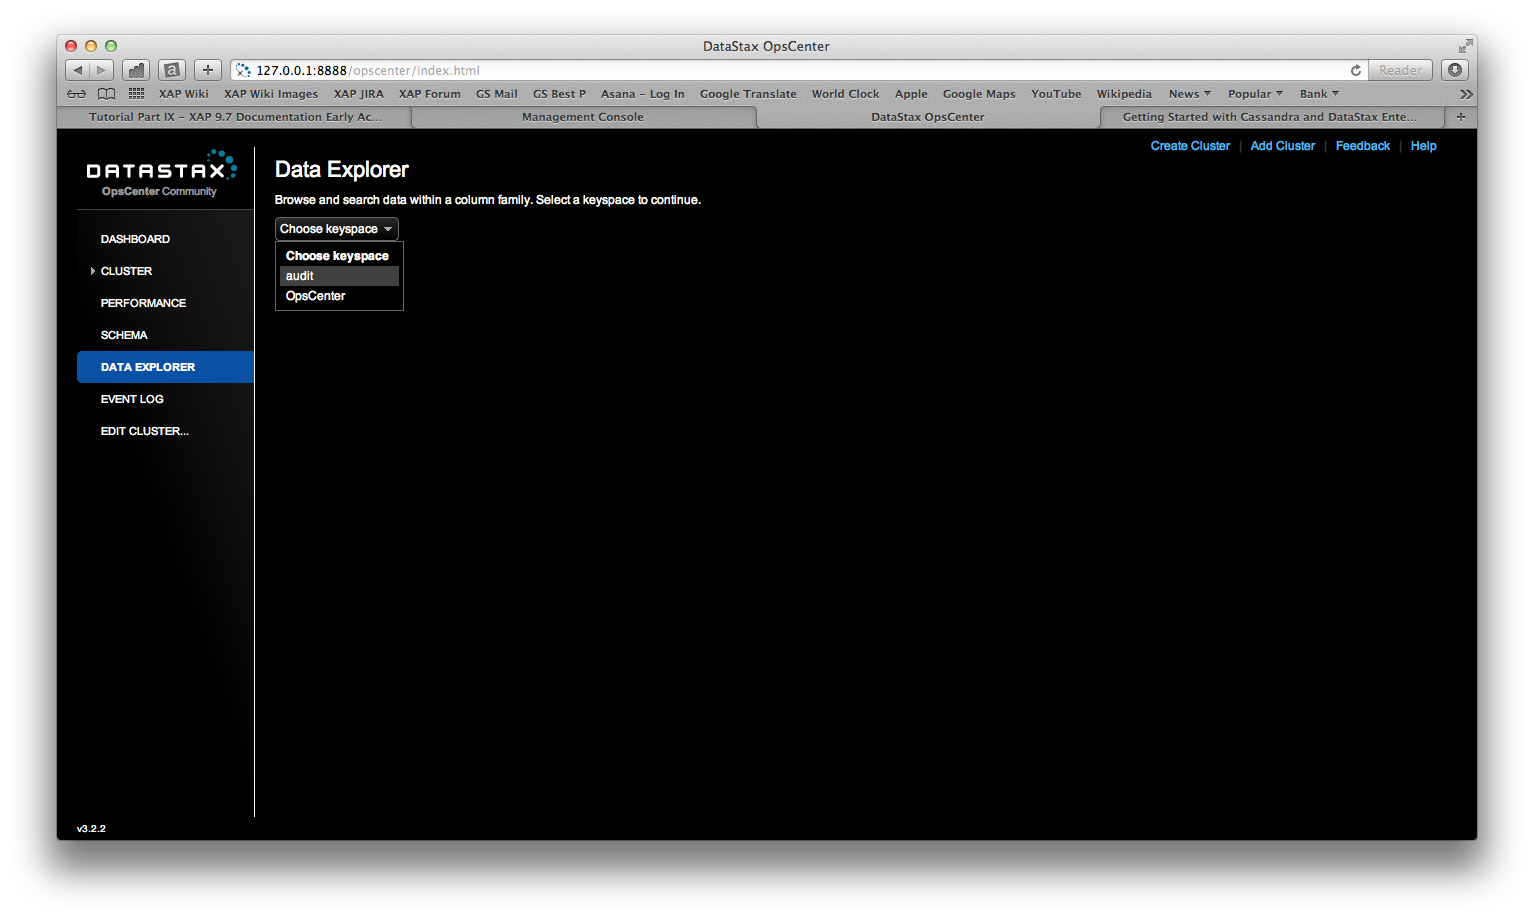 DataStax OpsCenter
127.0.0.1:8888/opscenter/index.html
Reader
XAP Wiki XAP Wiki Images XAP JIRA XAP Forum GS Mail GS Best P Asana - Log In Google Translate World Clock Apple Google Maps YouTube Wikipedia News Popular Bank
Tutorial Part IX - XAP 9.7 Documentation Early Ac... Management Console DataStax OpsCenter Getting Started with Cassandra and DataStax Ente...
Create Cluster | Add Cluster | Feedback | Help
DATASTAX
OpsCenter Community
Data Explorer
Browse and search data within a column family. Select a keyspace to continue.
Choose keyspace
Choose keyspace
audit
OpsCenter
DASHBOARD
CLUSTER
PERFORMANCE
SCHEMA
DATA EXPLORER
EVENT LOG
EDIT CLUSTER...
v3.2.2